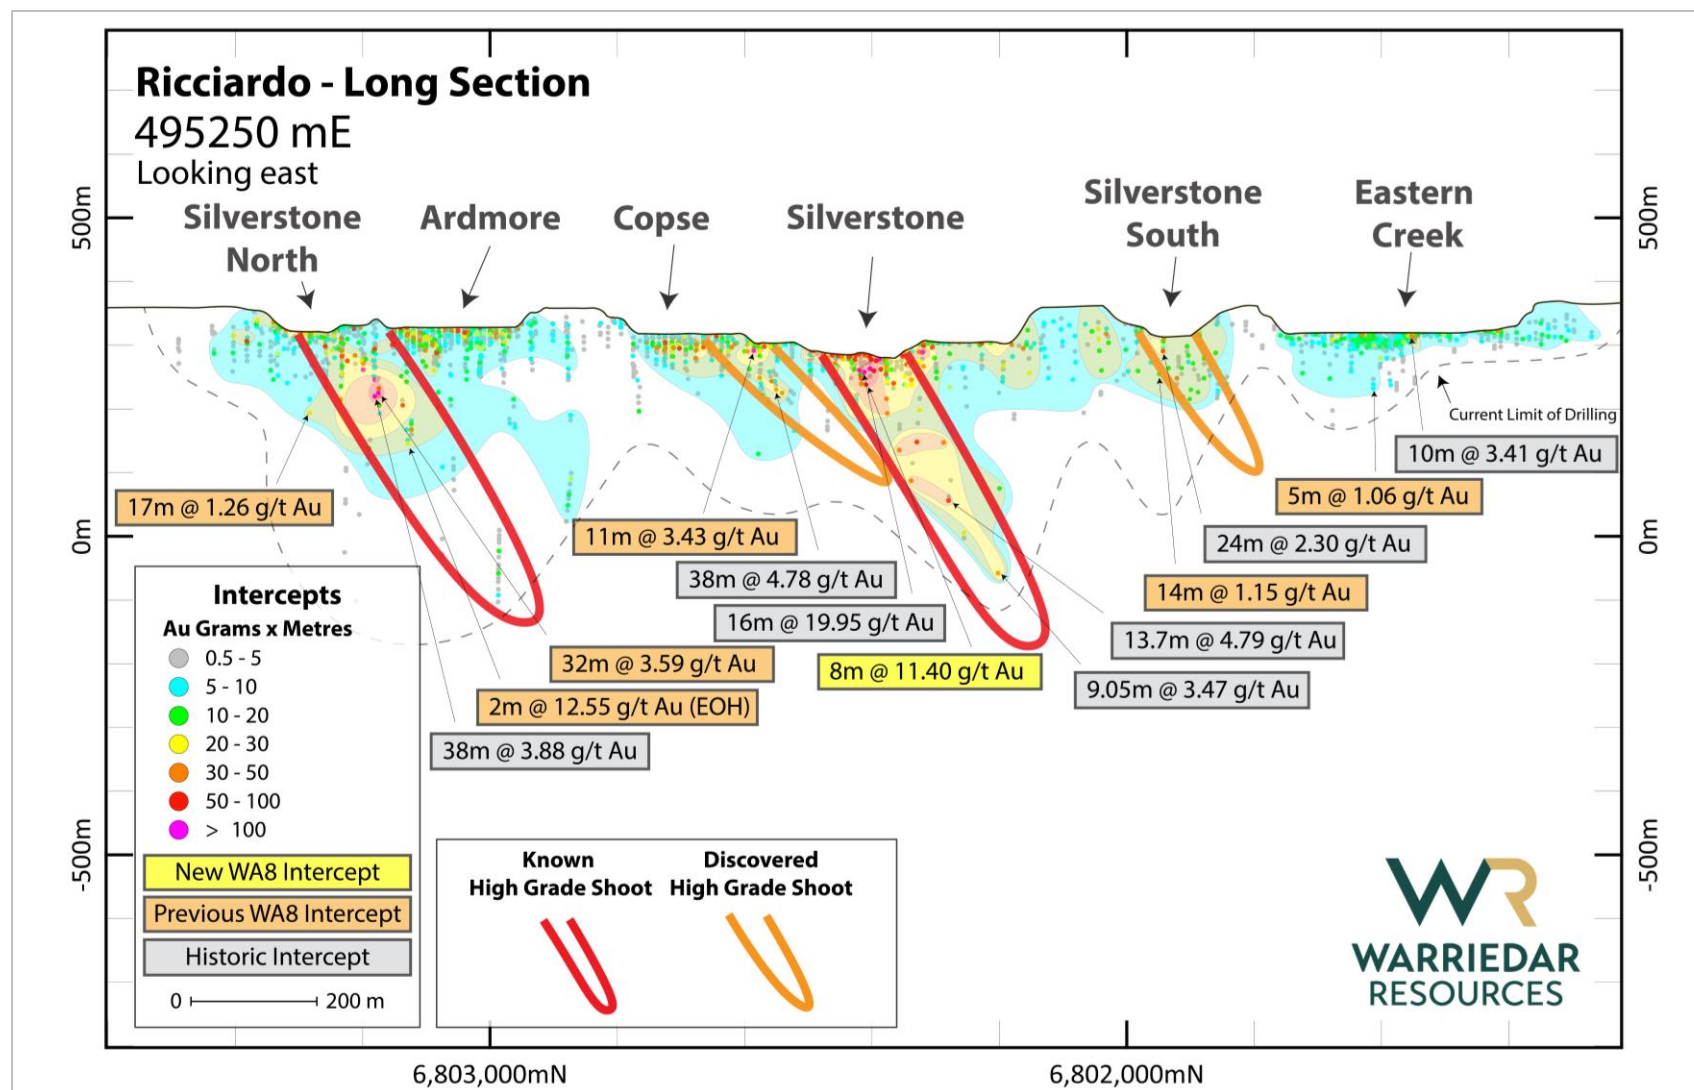 Ricciardo - Long Section
495250 mE
Looking east
Silverstone
North
Ardmore
Copse
Silverstone
Silverstone
South
Eastern
Creek
500m
0m
-500m
500m
0m
-500m
Current Limit of Drilling
10m @ 3.41 g/t Au
5m @ 1.06 g/t Au
17m @ 1.26 g/t Au
11m @ 3.43 g/t Au
24m @ 2.30 g/t Au
38m @ 4.78 g/t Au
14m @ 1.15 g/t Au
16m @ 19.95 g/t Au
13.7m @ 4.79 g/t Au
32m @ 3.59 g/t Au
8m @ 11.40 g/t Au
9.05m @ 3.47 g/t Au
2m @ 12.55 g/t Au (EOH)
38m @ 3.88 g/t Au
Intercepts
Au Grams x Metres
0.5 - 5
5 - 10
10 - 20
20 - 30
30 - 50
50 - 100
> 100
New WA8 Intercept
Previous WA8 Intercept
Historic Intercept
0 200 m
Known
High Grade Shoot
Discovered
High Grade Shoot
WR
WARRIEDAR
RESOURCES
6,803,000mN
6,802,000mN